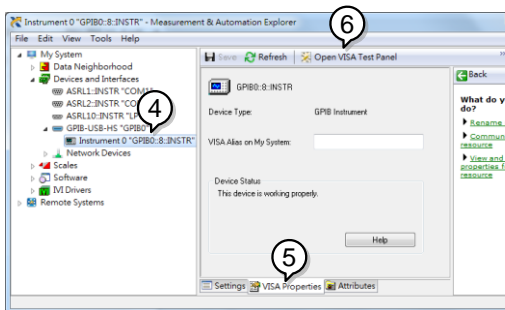 Instrument 0 "GPIB0::8::INSTR" - Measurement & Automation Explorer
6
File Edit View Tools Help
My System
Data Neighborhood
Devices and Interfaces
ASRL1::INSTR "COM1"
ASRL2::INSTR "CO
ASRL10::INSTR "LP
GPIB-USB-HS "GPIB0"
Instrument 0 "GPIB0::8::INSTR"
Network Devices
Scales
Software
IVI Drivers
Remote Systems
4
Save Refresh Open VISA Test Panel
GPIB0::8::INSTR
Device Type: GPIB Instrument
VISA Alias on My System:
Device Status
This device is working properly.
Help
5
Settings VISA Properties Attributes
»
Back
What do y
do?
Rename
Commun
resource
View and
properties f
resource